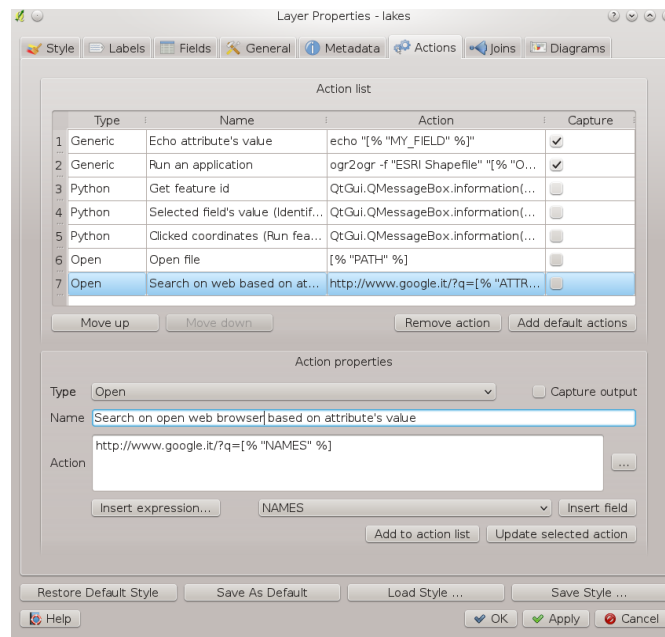 Layer Properties - lakes
Style Labels Fields General Metadata Actions Joins Diagrams
Action list
Type Name Action Capture
1 Generic Echo attribute's value echo "[% "MY_FIELD" %]"
2 Generic Run an application ogr2ogr -f "ESRI Shapefile" "[% "O...
3 Python Get feature id QtGui.QMessageBox.information(...
4 Python Selected field's value (Identif... QtGui.QMessageBox.information(...
5 Python Clicked coordinates (Run fea... QtGui.QMessageBox.information(...
6 Open Open file [% "PATH" %]
7 Open Search on web based on at... http://www.google.it/?q=[% "ATTR...
Move up Move down Remove action Add default actions
Action properties
Type Open Capture output
Name Search on open web browser based on attribute's value
http://www.google.it/?q=[% "NAMES" %]
Action ...
Insert expression... NAMES Insert field
Add to action list Update selected action
Restore Default Style Save As Default Load Style ... Save Style ...
Help OK Apply Cancel